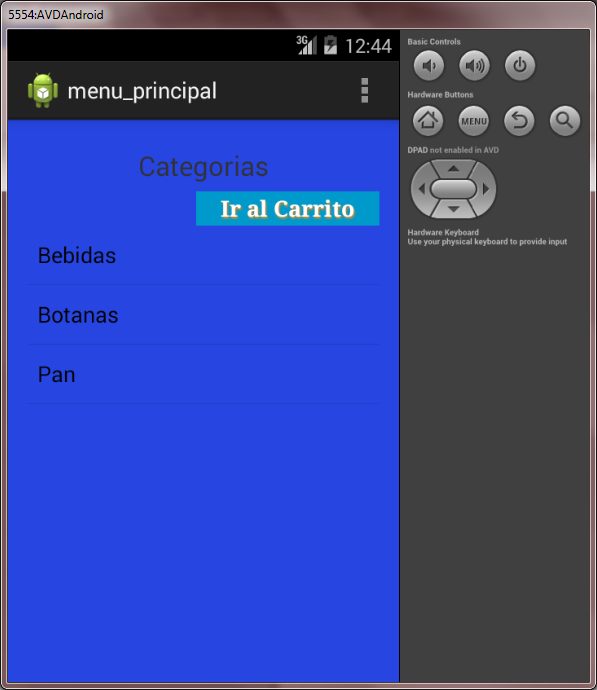 5554:AVDAndroid
3G 12:44
menu_principal
Categorias
Ir al Carrito
Bebidas
Botanas
Pan
Basic Controls
Hardware Buttons
MENU
DPAD not enabled in AVD
Hardware Keyboard
Use your physical keyboard to provide input